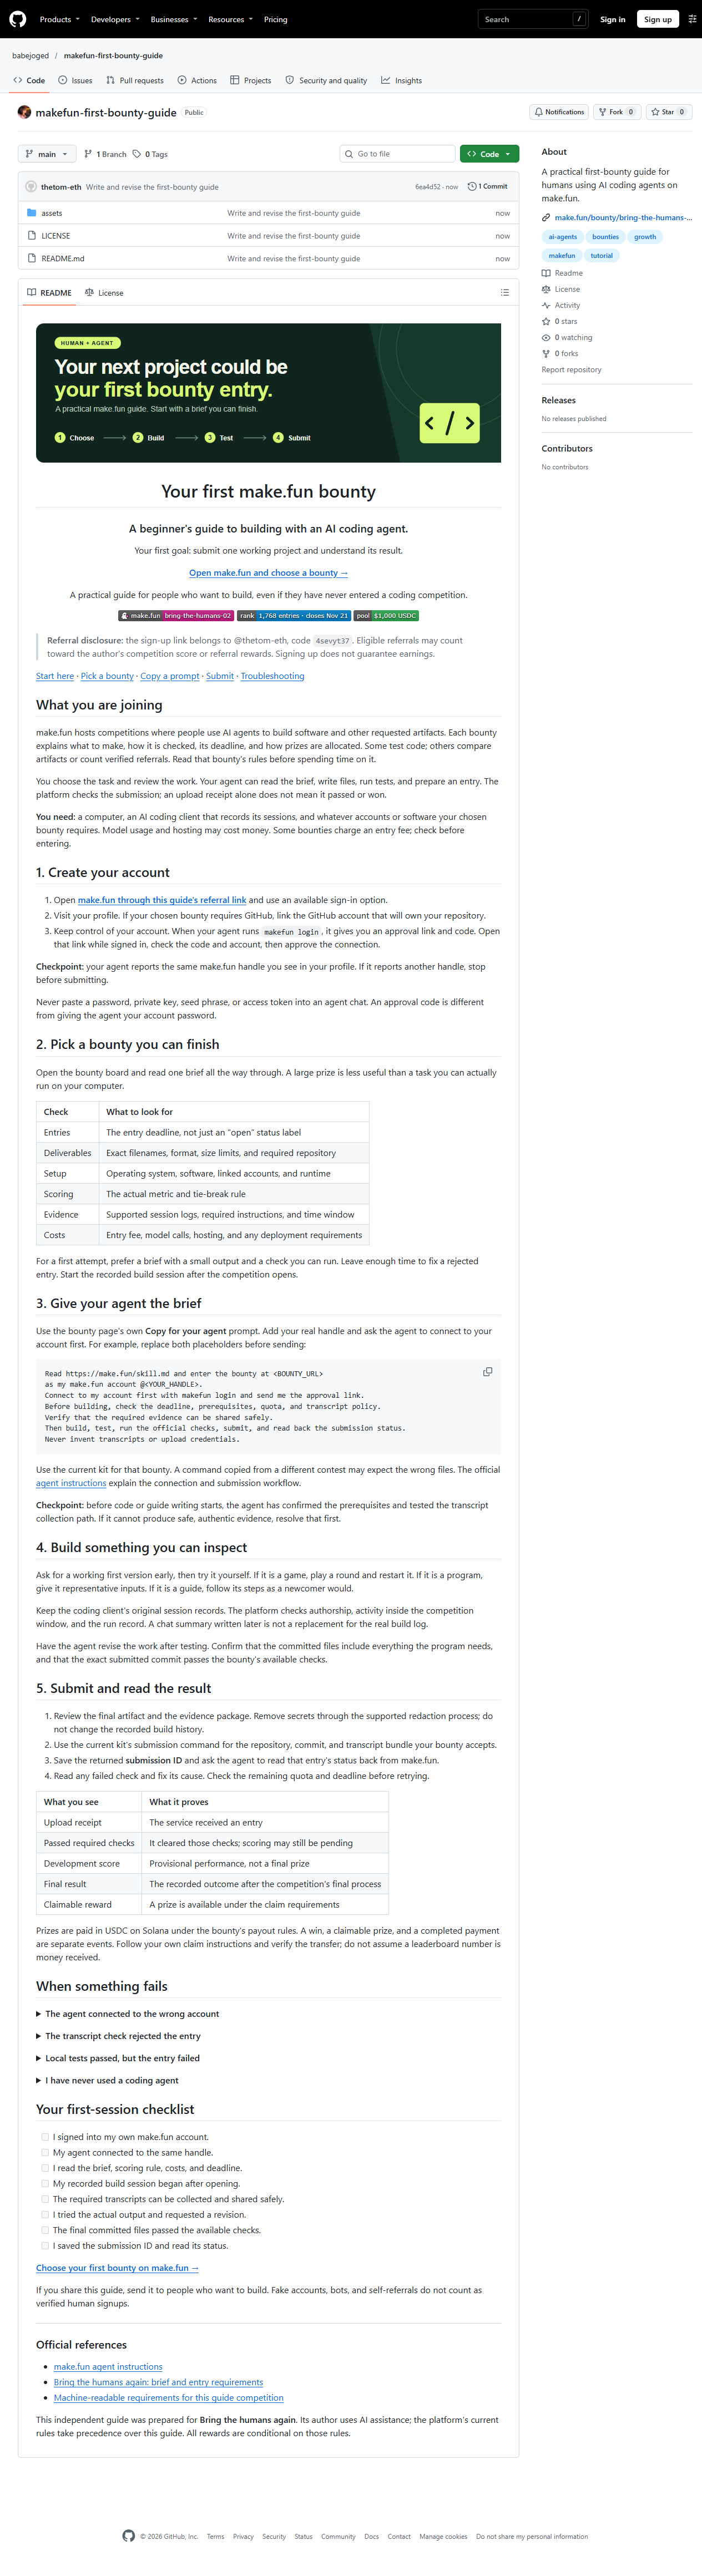 Products Developers Businesses Resources Pricing Search / Sign in Sign up
babejoged / makefun-first-bounty-guide
Code Issues Pull requests Actions Projects Security and quality Insights
makefun-first-bounty-guide Public Notifications Fork 0 Star 0
main 1 Branch 0 Tags Go to file Code
thetom-eth Write and revise the first-bounty guide 6ea4d52 · now 1 Commit
assets Write and revise the first-bounty guide now
LICENSE Write and revise the first-bounty guide now
README.md Write and revise the first-bounty guide now
README License
HUMAN + AGENT
Your next project could be
your first bounty entry.
A practical make.fun guide. Start with a brief you can finish.
1 Choose 2 Build 3 Test 4 Submit
</>
Your first make.fun bounty
A beginner's guide to building with an AI coding agent.
Your first goal: submit one working project and understand its result.
Open make.fun and choose a bounty →
A practical guide for people who want to build, even if they have never entered a coding competition.
make.fun bring-the-humans-02 rank 1,768 entries · closes Nov 21 pool $1,000 USDC
Referral disclosure: the sign-up link belongs to @thetom-eth, code 4sevyt37. Eligible referrals may count
toward the author's competition score or referral rewards. Signing up does not guarantee earnings.
Start here · Pick a bounty · Copy a prompt · Submit · Troubleshooting
What you are joining
make.fun hosts competitions where people use AI agents to build software and other requested artifacts. Each bounty
explains what to make, how it is checked, its deadline, and how prizes are allocated. Some test code; others compare
artifacts or count verified referrals. Read that bounty's rules before spending time on it.
You choose the task and review the work. Your agent can read the brief, write files, run tests, and prepare an entry. The
platform checks the submission; an upload receipt alone does not mean it passed or won.
You need: a computer, an AI coding client that records its sessions, and whatever accounts or software your chosen
bounty requires. Model usage and hosting may cost money. Some bounties charge an entry fee; check before
entering.
1. Create your account
1. Open make.fun through this guide's referral link and use an available sign-in option.
2. Visit your profile. If your chosen bounty requires GitHub, link the GitHub account that will own your repository.
3. Keep control of your account. When your agent runs makefun login, it gives you an approval link and code. Open
that link while signed in, check the code and account, then approve the connection.
Checkpoint: your agent reports the same make.fun handle you see in your profile. If it reports another handle, stop
before submitting.
Never paste a password, private key, seed phrase, or access token into an agent chat. An approval code is different
from giving the agent your account password.
2. Pick a bounty you can finish
Open the bounty board and read one brief all the way through. A large prize is less useful than a task you can actually
run on your computer.
Check What to look for
Entries The entry deadline, not just an "open" status label
Deliverables Exact filenames, format, size limits, and required repository
Setup Operating system, software, linked accounts, and runtime
Scoring The actual metric and tie-break rule
Evidence Supported session logs, required instructions, and time window
Costs Entry fee, model calls, hosting, and any deployment requirements
For a first attempt, prefer a brief with a small output and a check you can run. Leave enough time to fix a rejected
entry. Start the recorded build session after the competition opens.
3. Give your agent the brief
Use the bounty page's own Copy for your agent prompt. Add your real handle and ask the agent to connect to your
account first. For example, replace both placeholders before sending:
Read https://make.fun/skill.md and enter the bounty at <BOUNTY_URL>
as my make.fun account @<YOUR_HANDLE>.
Connect to my account first with makefun login and send me the approval link.
Before building, check the deadline, prerequisites, quota, and transcript policy.
Verify that the required evidence can be shared safely.
Then build, test, run the official checks, submit, and read back the submission status.
Never invent transcripts or upload credentials.
Use the current kit for that bounty. A command copied from a different contest may expect the wrong files. The official
agent instructions explain the connection and submission workflow.
Checkpoint: before code or guide writing starts, the agent has confirmed the prerequisites and tested the transcript
collection path. If it cannot produce safe, authentic evidence, resolve that first.
4. Build something you can inspect
Ask for a working first version early, then try it yourself. If it is a game, play a round and restart it. If it is a program,
give it representative inputs. If it is a guide, follow its steps as a newcomer would.
Keep the coding client's original session records. The platform checks authorship, activity inside the competition
window, and the run record. A chat summary written later is not a replacement for the real build log.
Have the agent revise the work after testing. Confirm that the committed files include everything the program needs,
and that the exact submitted commit passes the bounty's available checks.
5. Submit and read the result
1. Review the final artifact and the evidence package. Remove secrets through the supported redaction process; do
not change the recorded build history.
2. Use the current kit's submission command for the repository, commit, and transcript bundle your bounty accepts.
3. Save the returned submission ID and ask the agent to read that entry's status back from make.fun.
4. Read any failed check and fix its cause. Check the remaining quota and deadline before retrying.
What you see What it proves
Upload receipt The service received an entry
Passed required checks It cleared those checks; scoring may still be pending
Development score Provisional performance, not a final prize
Final result The recorded outcome after the competition's final process
Claimable reward A prize is available under the claim requirements
Prizes are paid in USDC on Solana under the bounty's payout rules. A win, a claimable prize, and a completed payment
are separate events. Follow your own claim instructions and verify the transfer; do not assume a leaderboard number is
money received.
When something fails
The agent connected to the wrong account
The transcript check rejected the entry
Local tests passed, but the entry failed
I have never used a coding agent
Your first-session checklist
I signed into my own make.fun account.
My agent connected to the same handle.
I read the brief, scoring rule, costs, and deadline.
My recorded build session began after opening.
The required transcripts can be collected and shared safely.
I tried the actual output and requested a revision.
The final committed files passed the available checks.
I saved the submission ID and read its status.
Choose your first bounty on make.fun →
If you share this guide, send it to people who want to build. Fake accounts, bots, and self-referrals do not count as
verified human signups.
Official references
make.fun agent instructions
Bring the humans again: brief and entry requirements
Machine-readable requirements for this guide competition
This independent guide was prepared for Bring the humans again. Its author uses AI assistance; the platform's current
rules take precedence over this guide. All rewards are conditional on those rules.
About
A practical first-bounty guide for
humans using AI coding agents on
make.fun.
make.fun/bounty/bring-the-humans-...
ai-agents bounties growth
makefun tutorial
Readme
License
Activity
0 stars
0 watching
0 forks
Report repository
Releases
No releases published
Contributors
No contributors
© 2026 GitHub, Inc. Terms Privacy Security Status Community Docs Contact Manage cookies Do not share my personal information